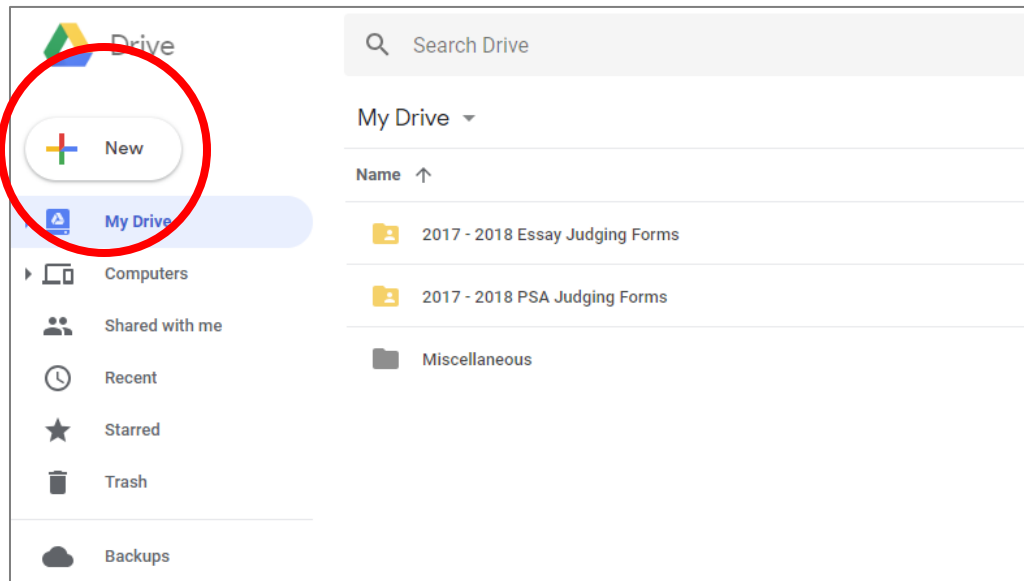 Drive
Search Drive
New
My Drive
Computers
Shared with me
Recent
Starred
Trash
Backups
My Drive
Name
2017 - 2018 Essay Judging Forms
2017 - 2018 PSA Judging Forms
Miscellaneous